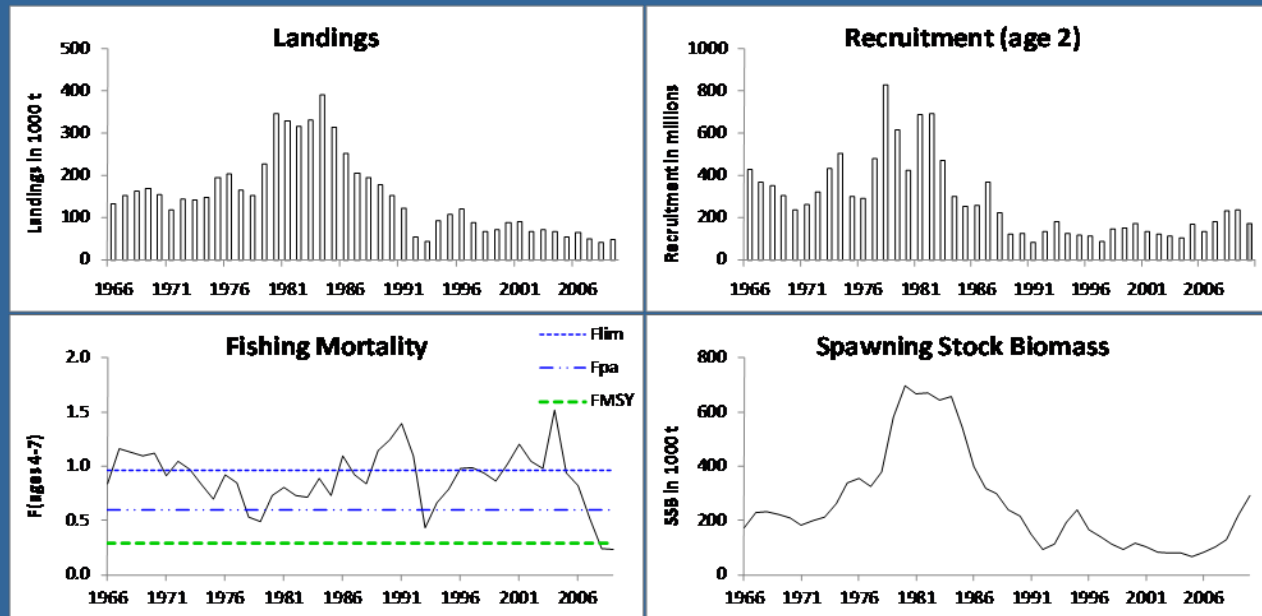 Landings
500
400
300
200
100
0
Landings in 1000 t
1966 1971 1976 1981 1986 1991 1996 2001 2006
Recruitment (age 2)
1000
800
600
400
200
0
Recruitment in millions
1966 1971 1976 1981 1986 1991 1996 2001 2006
Fishing Mortality
Flim
Fpa
FMSY
2.0
1.5
1.0
0.5
0.0
F(ages 4-7)
1966 1971 1976 1981 1986 1991 1996 2001 2006
Spawning Stock Biomass
800
600
400
200
0
SSB in 1000 t
1966 1971 1976 1981 1986 1991 1996 2001 2006